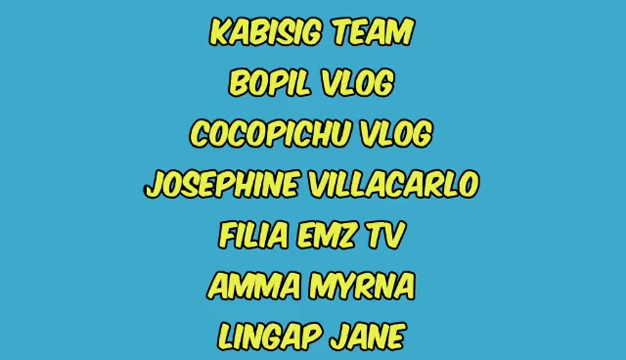 KABISIG TEAM
BOPIL VLOG
COCOPICHU VLOG
JOSEPHINE VILLACARLO
FILIA EMZ TV
AMMA MYRNA
LINGAP JANE